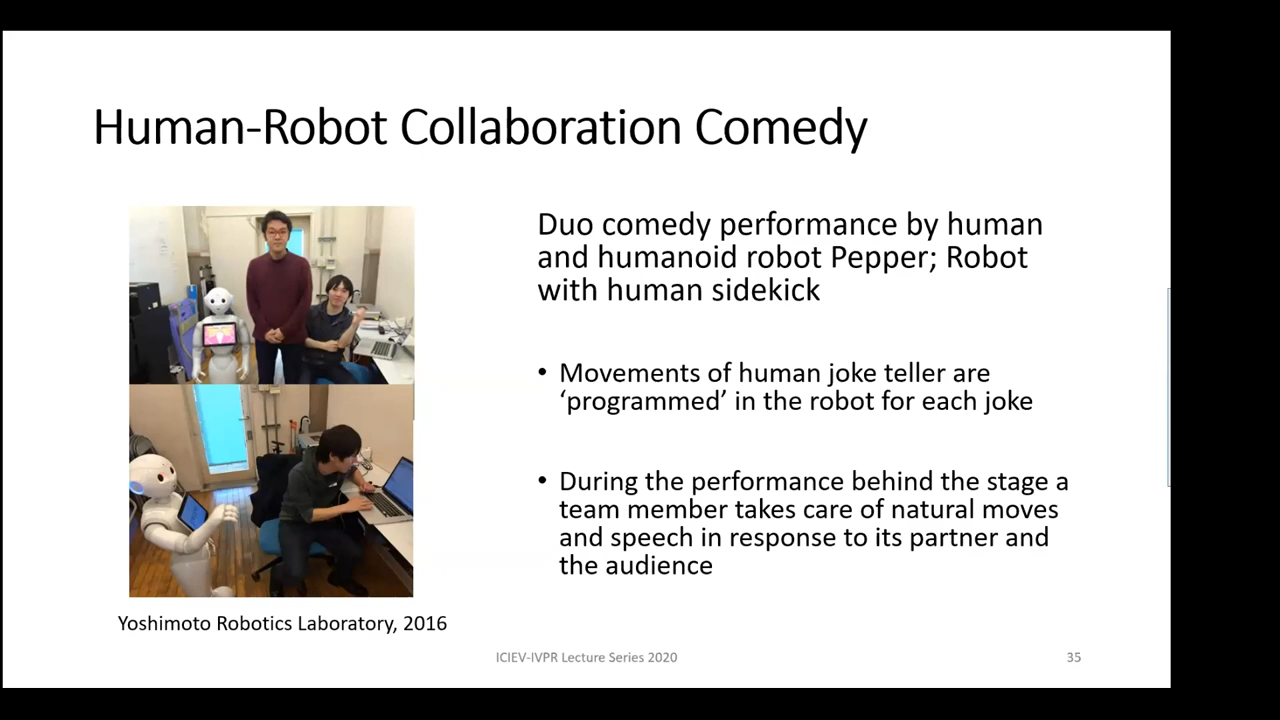 Human-Robot Collaboration Comedy
Duo comedy performance by human
and humanoid robot Pepper; Robot
with human sidekick
• Movements of human joke teller are
‘programmed’ in the robot for each joke
• During the performance behind the stage a
team member takes care of natural moves
and speech in response to its partner and
the audience
Yoshimoto Robotics Laboratory, 2016
ICIEV-IVPR Lecture Series 2020
35